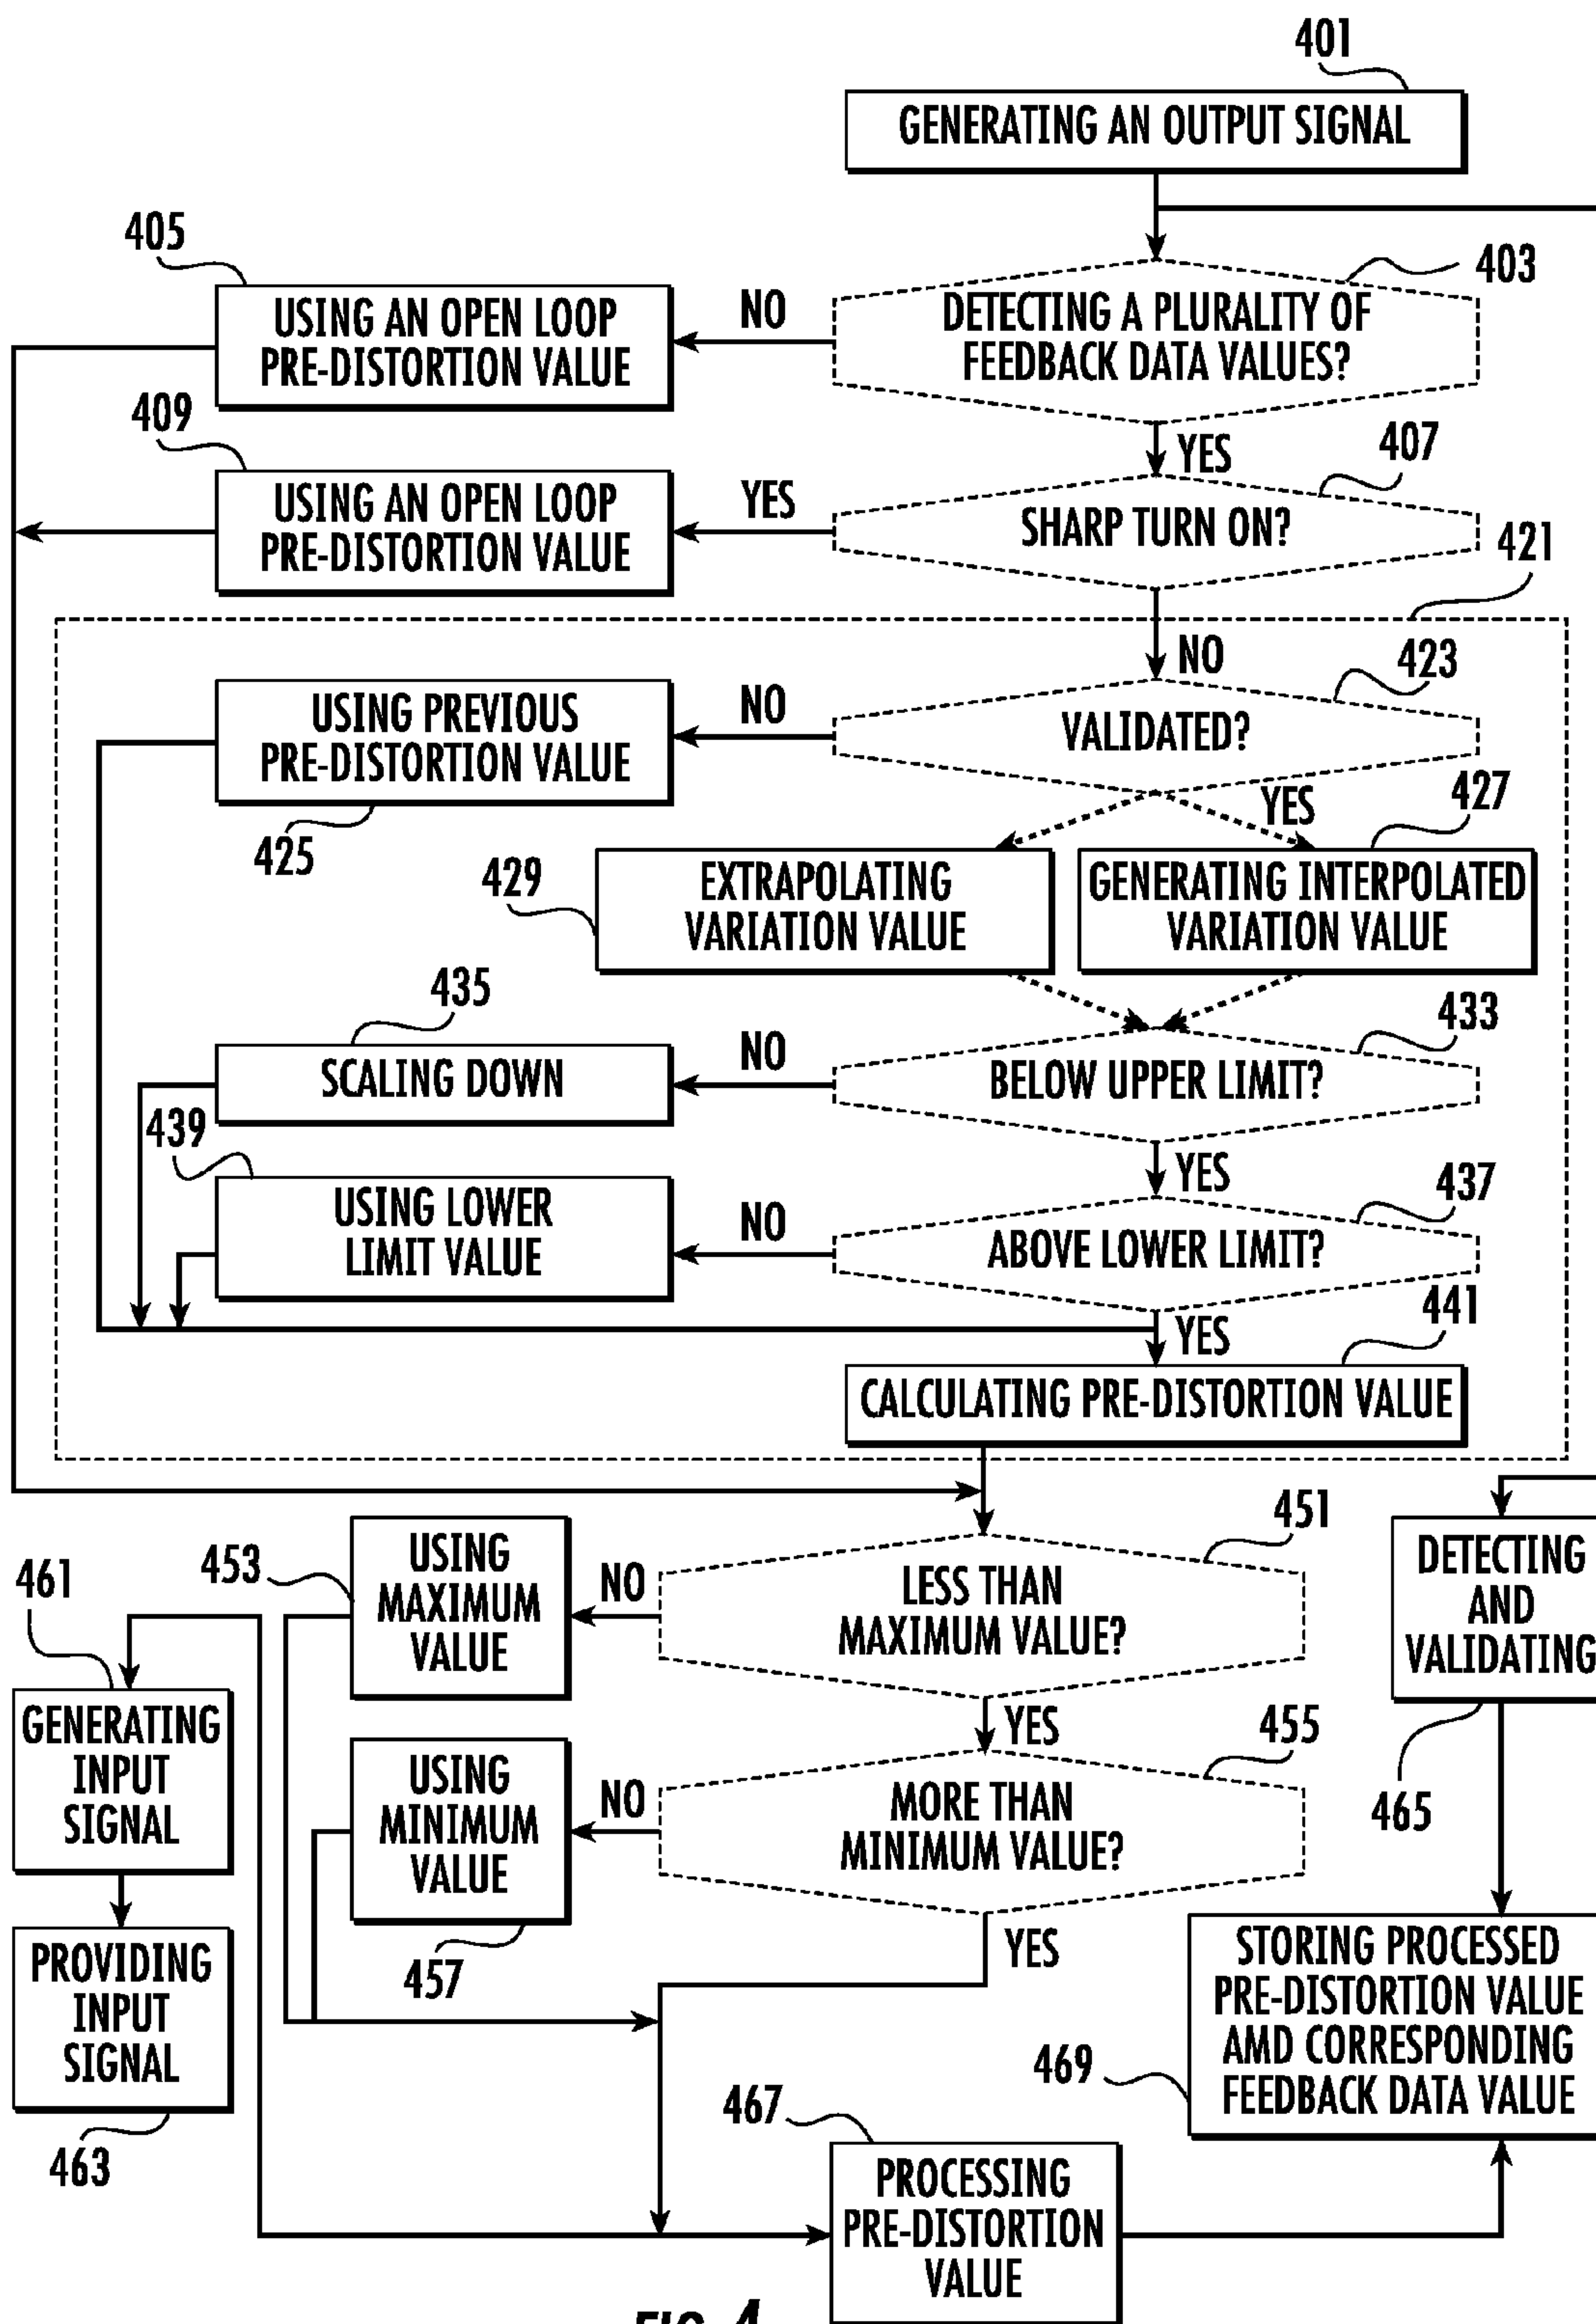 401
GENERATING AN OUTPUT SIGNAL
405
403
USING AN OPEN LOOP
PRE-DISTORTION VALUE
NO
DETECTING A PLURALITY OF
FEEDBACK DATA VALUES?
409
YES
407
USING AN OPEN LOOP
PRE-DISTORTION VALUE
YES
SHARP TURN ON?
421
NO
423
USING PREVIOUS
PRE-DISTORTION VALUE
NO
VALIDATED?
425
YES
427
429
EXTRAPOLATING
VARIATION VALUE
GENERATING INTERPOLATED
VARIATION VALUE
435
433
SCALING DOWN
NO
BELOW UPPER LIMIT?
439
YES
437
USING LOWER
LIMIT VALUE
NO
ABOVE LOWER LIMIT?
441
YES
CALCULATING PRE-DISTORTION VALUE
451
453
USING
MAXIMUM
VALUE
NO
LESS THAN
MAXIMUM VALUE?
DETECTING
AND
VALIDATING
461
YES
455
465
GENERATING
INPUT
SIGNAL
USING
MINIMUM
VALUE
NO
MORE THAN
MINIMUM VALUE?
457
YES
PROVIDING
INPUT
SIGNAL
463
STORING PROCESSED
PRE-DISTORTION VALUE
AMD CORRESPONDING
FEEDBACK DATA VALUE
469
467
PROCESSING
PRE-DISTORTION
VALUE
FIG. 4